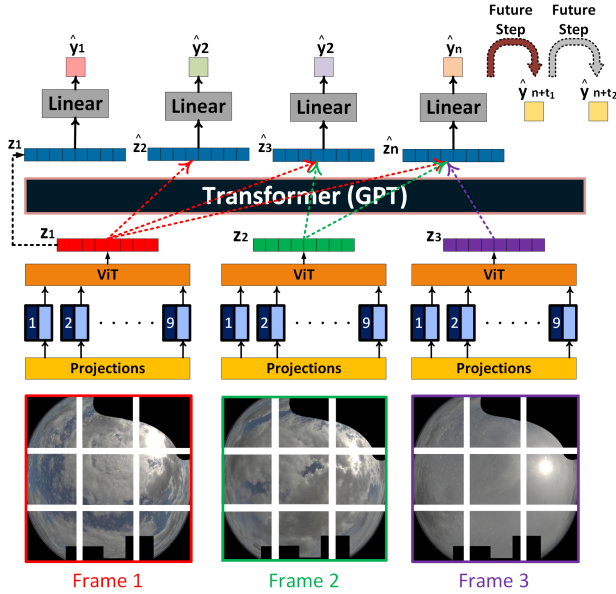 Future Step
Future Step
ŷ1
ŷ2
ŷ2
ŷn
ŷ n+t1
ŷ n+t2
Linear
Linear
Linear
Linear
z1
ẑ2
ẑ3
ẑn
Transformer (GPT)
z1
z2
z3
ViT
ViT
ViT
1 2 · · · · · 9
1 2 · · · · · 9
1 2 · · · · · 9
Projections
Projections
Projections
Frame 1
Frame 2
Frame 3